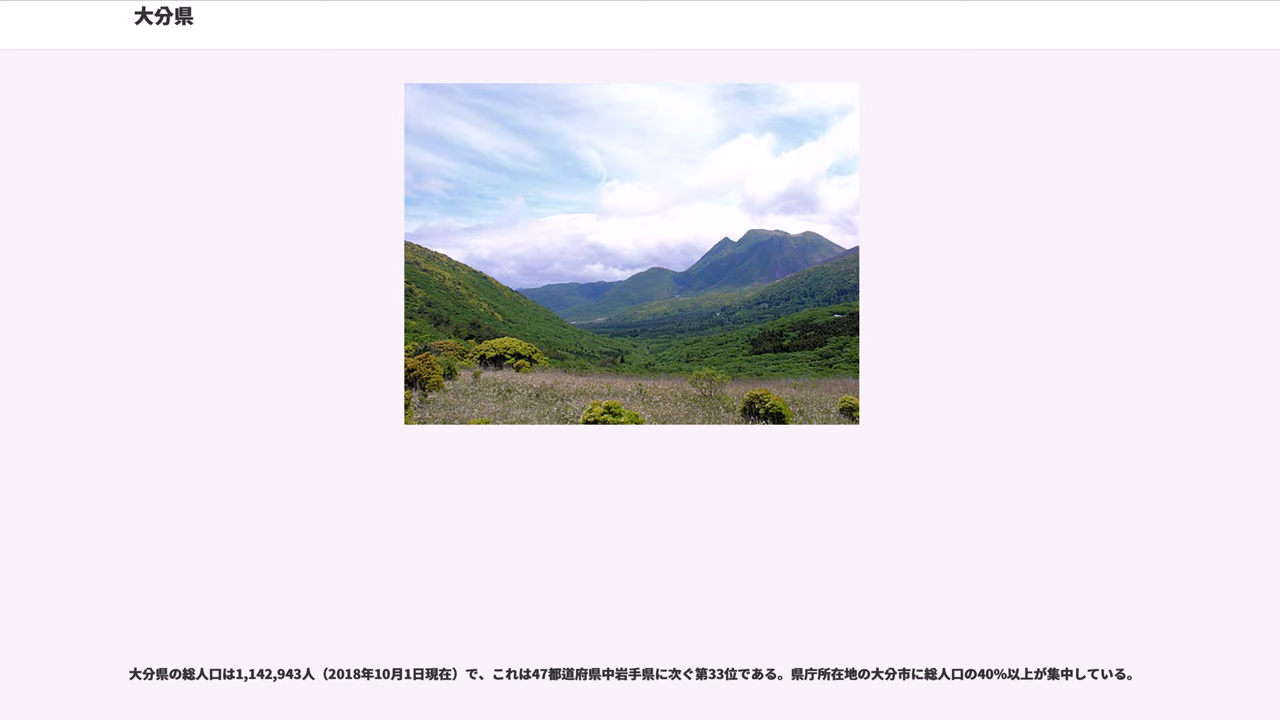 大分県
大分県の総人口は1,142,943人（2018年10月1日現在）で、これは47都道府県中岩手県に次ぐ第33位である。県庁所在地の大分市に総人口の40%以上が集中している。